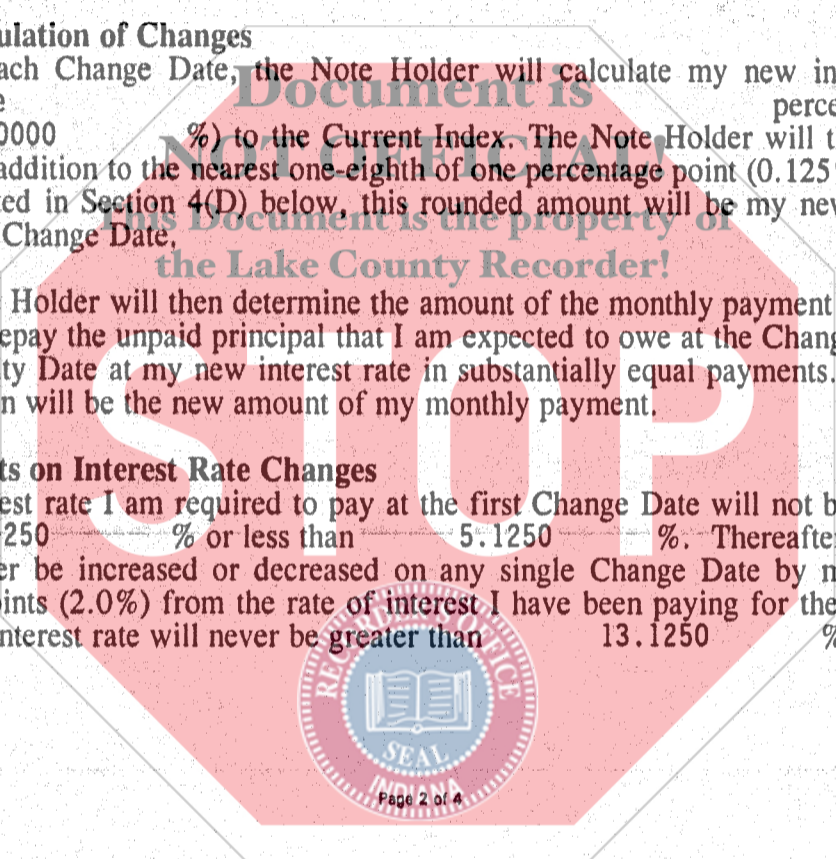 ulation of Changes
ach Change Date, the Note Holder will calculate my new in
e perce
0000 %) to the Current Index. The Note Holder will t
addition to the nearest one-eighth of one percentage point (0.125
ted in Section 4(D) below, this rounded amount will be my new
Change Date.
Document is
NOT OFFICIAL!
This Document is the property of
the Lake County Recorder!
Holder will then determine the amount of the monthly payment
epay the unpaid principal that I am expected to owe at the Chang
ty Date at my new interest rate in substantially equal payments.
n will be the new amount of my monthly payment.
STOP
ts on Interest Rate Changes
est rate I am required to pay at the first Change Date will not b
250 % or less than 5.1250 %. Thereafte
er be increased or decreased on any single Change Date by m
ints (2.0%) from the rate of interest I have been paying for the
nterest rate will never be greater than 13.1250 %
RECORDER'S OFFICE
SEAL
INDIANA
Page 2 of 4